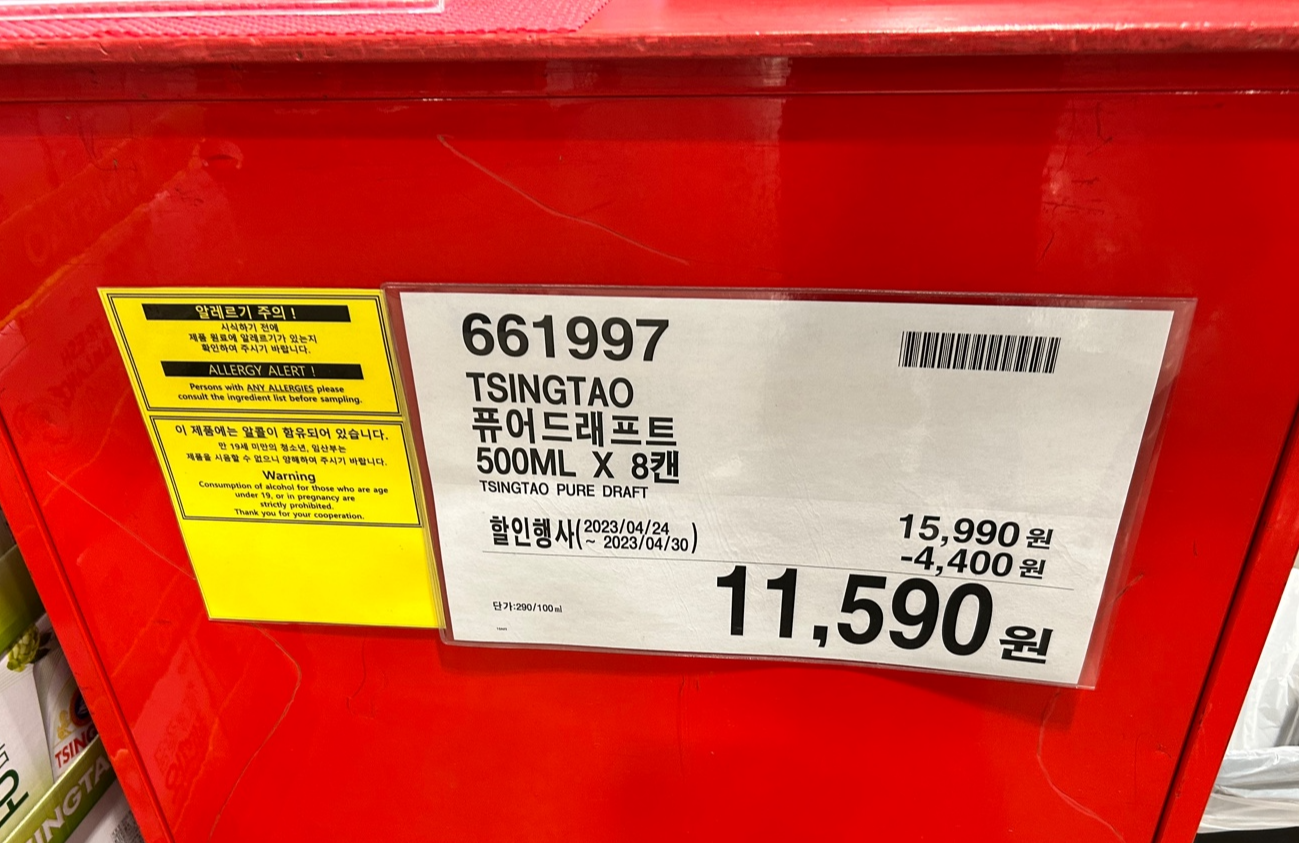 알레르기 주의 !
시식하기 전에
제품 원료에 알레르기가 있는지
확인하여 주시기 바랍니다.
ALLERGY ALERT !
Persons with ANY ALLERGIES please
consult the ingredient list before sampling.
이 제품에는 알콜이 함유되어 있습니다.
만 19세 미만의 청소년, 임산부는
제품을 시음할 수 없으니 양해하여 주시기 바랍니다.
Warning
Consumption of alcohol for those who are age
under 19, or in pregnancy are
strictly prohibited.
Thank you for your cooperation.
661997
TSINGTAO
퓨어드래프트
500ML X 8캔
TSINGTAO PURE DRAFT
할인행사(2023/04/24
~ 2023/04/30)
15,990 원
-4,400 원
11,590 원
단가:290/100㎖
TSING
INGTA